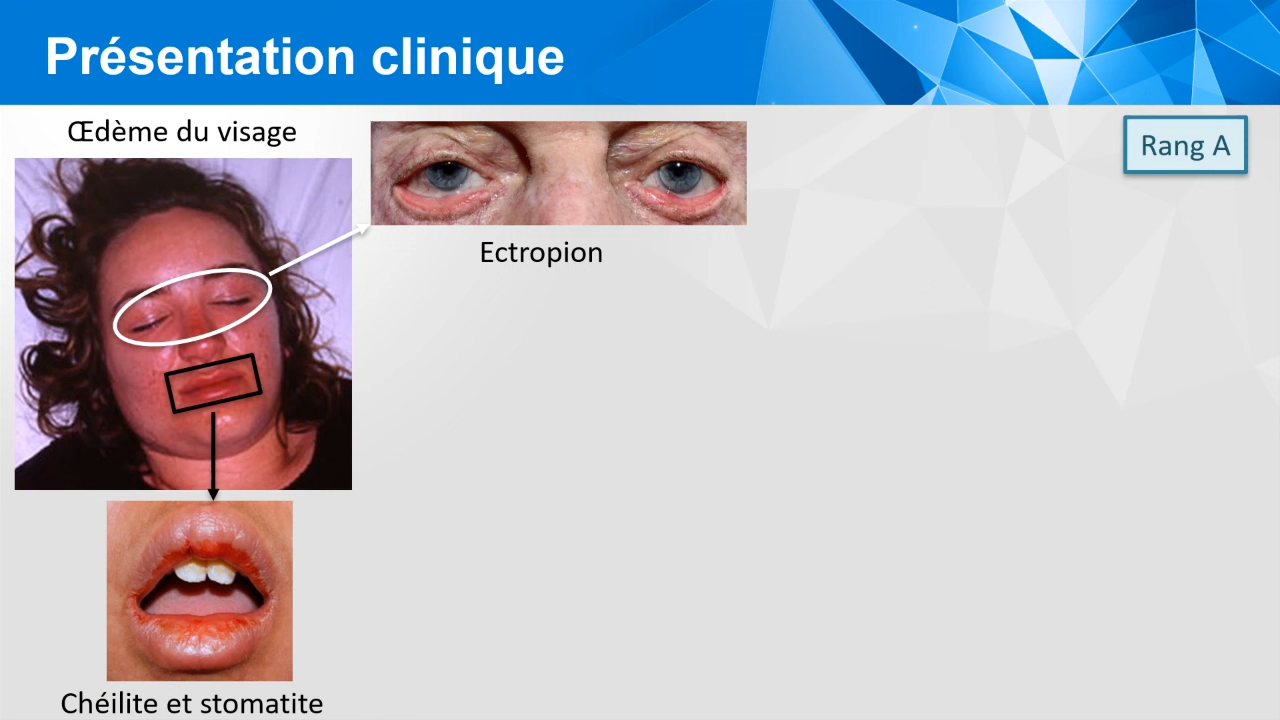 Présentation clinique
Œdème du visage
Rang A
Ectropion
Chéilite et stomatite